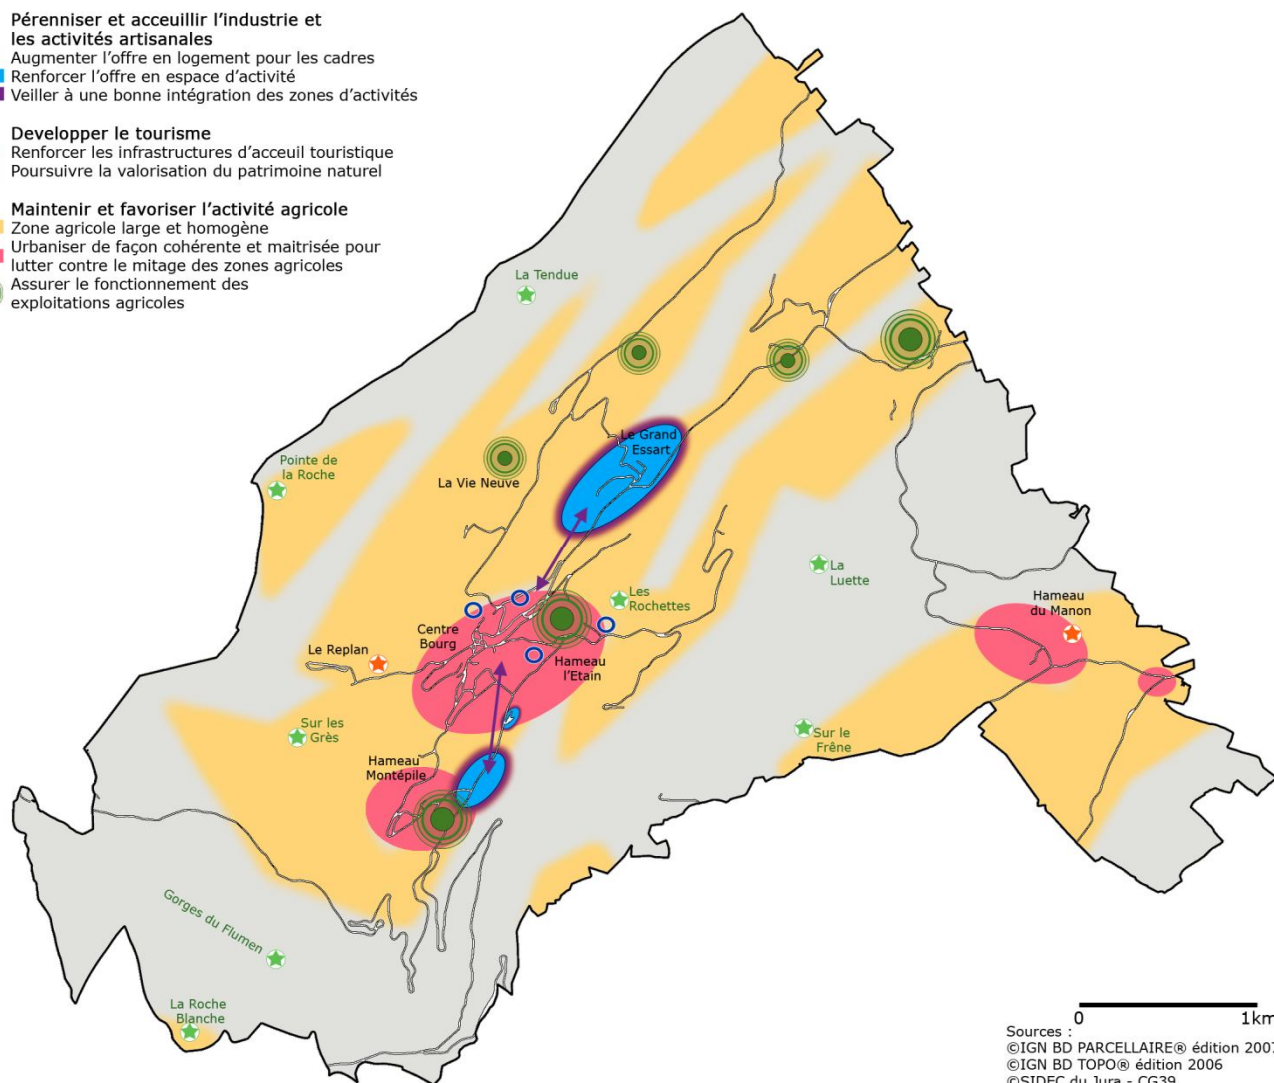 Pérenniser et acceuillir l'industrie et
les activités artisanales
Augmenter l'offre en logement pour les cadres
Renforcer l'offre en espace d'activité
Veiller à une bonne intégration des zones d'activités
Developper le tourisme
Renforcer les infrastructures d'acceuil touristique
Poursuivre la valorisation du patrimoine naturel
Maintenir et favoriser l'activité agricole
Zone agricole large et homogène
Urbaniser de façon cohérente et maitrisée pour
lutter contre le mitage des zones agricoles
Assurer le fonctionnement des
exploitations agricoles
La Tendue
Le Grand
Essart
Pointe de
la Roche
La Vie Neuve
La
Luette
Les
Rochettes
Hameau
du Manon
Centre
Bourg
Le Replan
Hameau
l'Etain
Sur les
Grès
Sur le
Frêne
Hameau
Montépile
Gorges du Flumen
La Roche
Blanche
0 1km
Sources :
©IGN BD PARCELLAIRE® édition 2007
©IGN BD TOPO® édition 2006
©SIDEC du Jura - CG39